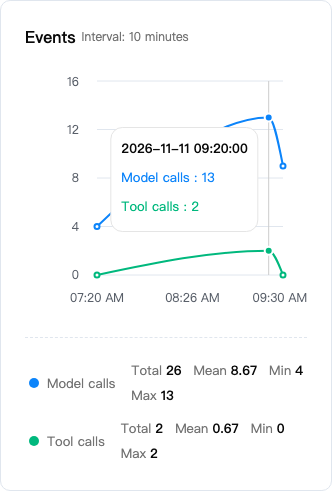 Events Interval: 10 minutes
16
12
8
4
0
2026-11-11 09:20:00
Model calls : 13
Tool calls : 2
07:20 AM 08:26 AM 09:30 AM
Model calls
Total 26 Mean 8.67 Min 4
Max 13
Tool calls
Total 2 Mean 0.67 Min 0
Max 2